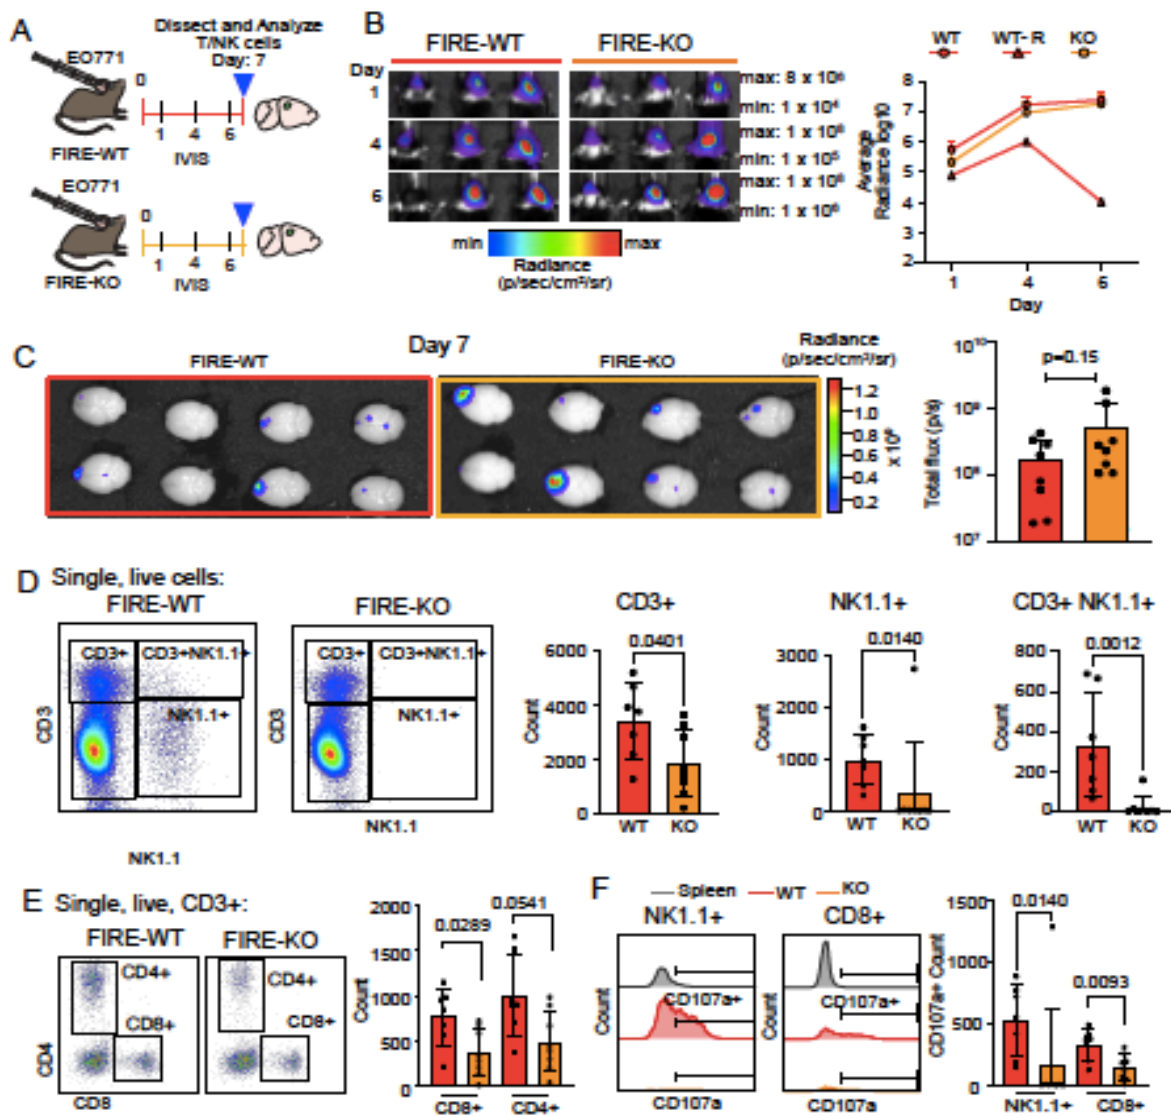 A
Dissect and Analyze
T/NK cells
Day: 7
EO771
0
1 4 6
IVIS
FIRE-WT
EO771
0
1 4 6
IVIS
FIRE-KO
B
FIRE-WT FIRE-KO
Day
1
max: 8 x 10⁵
min: 1 x 10⁴
4
max: 1 x 10⁶
min: 1 x 10⁵
6
min: 1 x 10⁶
min max
Radiance
(p/sec/cm²/sr)
WT WT-R KO
Average
Radiance log10
8
7
6
5
4
3
2
1 4 6
Day
C
Day 7
FIRE-WT FIRE-KO
Radiance
(p/sec/cm²/sr)
1.2
1.0
0.8
0.6
0.4
0.2
Total flux (p/s)
10¹⁰
10⁹
10⁸
10⁷
p=0.15
D Single, live cells:
FIRE-WT FIRE-KO
CD3+ CD3+NK1.1+
NK1.1+
CD3
CD3+ CD3+NK1.1+
NK1.1+
CD3
NK1.1
NK1.1
CD3+
0.0401
Count
6000
4000
2000
0
WT KO
NK1.1+
0.0140
Count
3000
2000
1000
0
WT KO
CD3+ NK1.1+
0.0012
Count
800
600
400
200
0
WT KO
E Single, live, CD3+:
FIRE-WT FIRE-KO
CD4+
CD8+
CD4+
CD8+
CD4
CD8
Count
2000
1500
1000
500
0
0.0289
0.0541
CD8+ CD4+
F
Spleen WT KO
NK1.1+ CD8+
Count
CD107a+
CD107a
Count
CD107a+
CD107a
CD107a+ Count
1500
1000
500
0
0.0140
0.0093
NK1.1+ CD8+